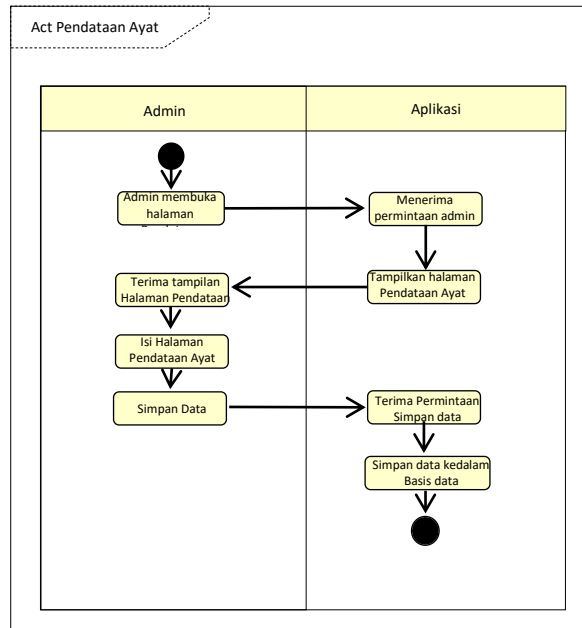 Act Pendataan Ayat
Admin
Aplikasi
Admin membuka
halaman
Menerima
permintaan admin
Terima tampilan
Halaman Pendataan
Tampilkan halaman
Pendataan Ayat
Isi Halaman
Pendataan Ayat
Simpan Data
Terima Permintaan
Simpan data
Simpan data kedalam
Basis data